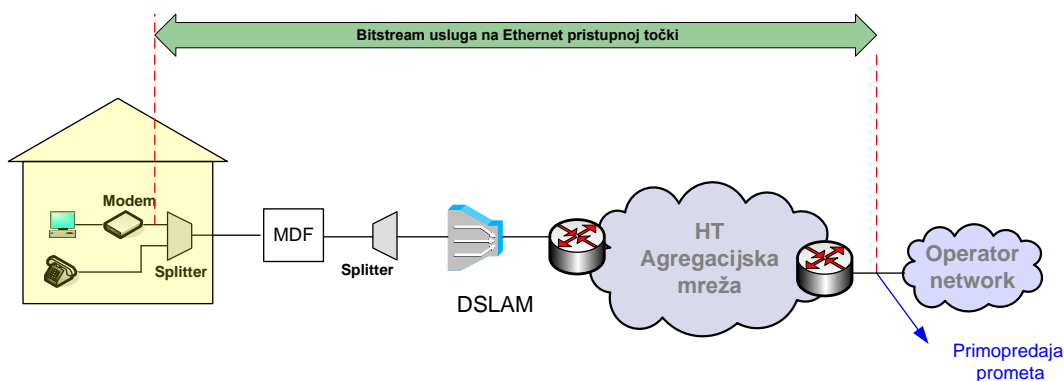 Bitstream usluga na Ethernet pristupnoj točki
Modem
Splitter
MDF
Splitter
DSLAM
HT
Agregacijska
mreža
Operator
network
Primopredaja
prometa